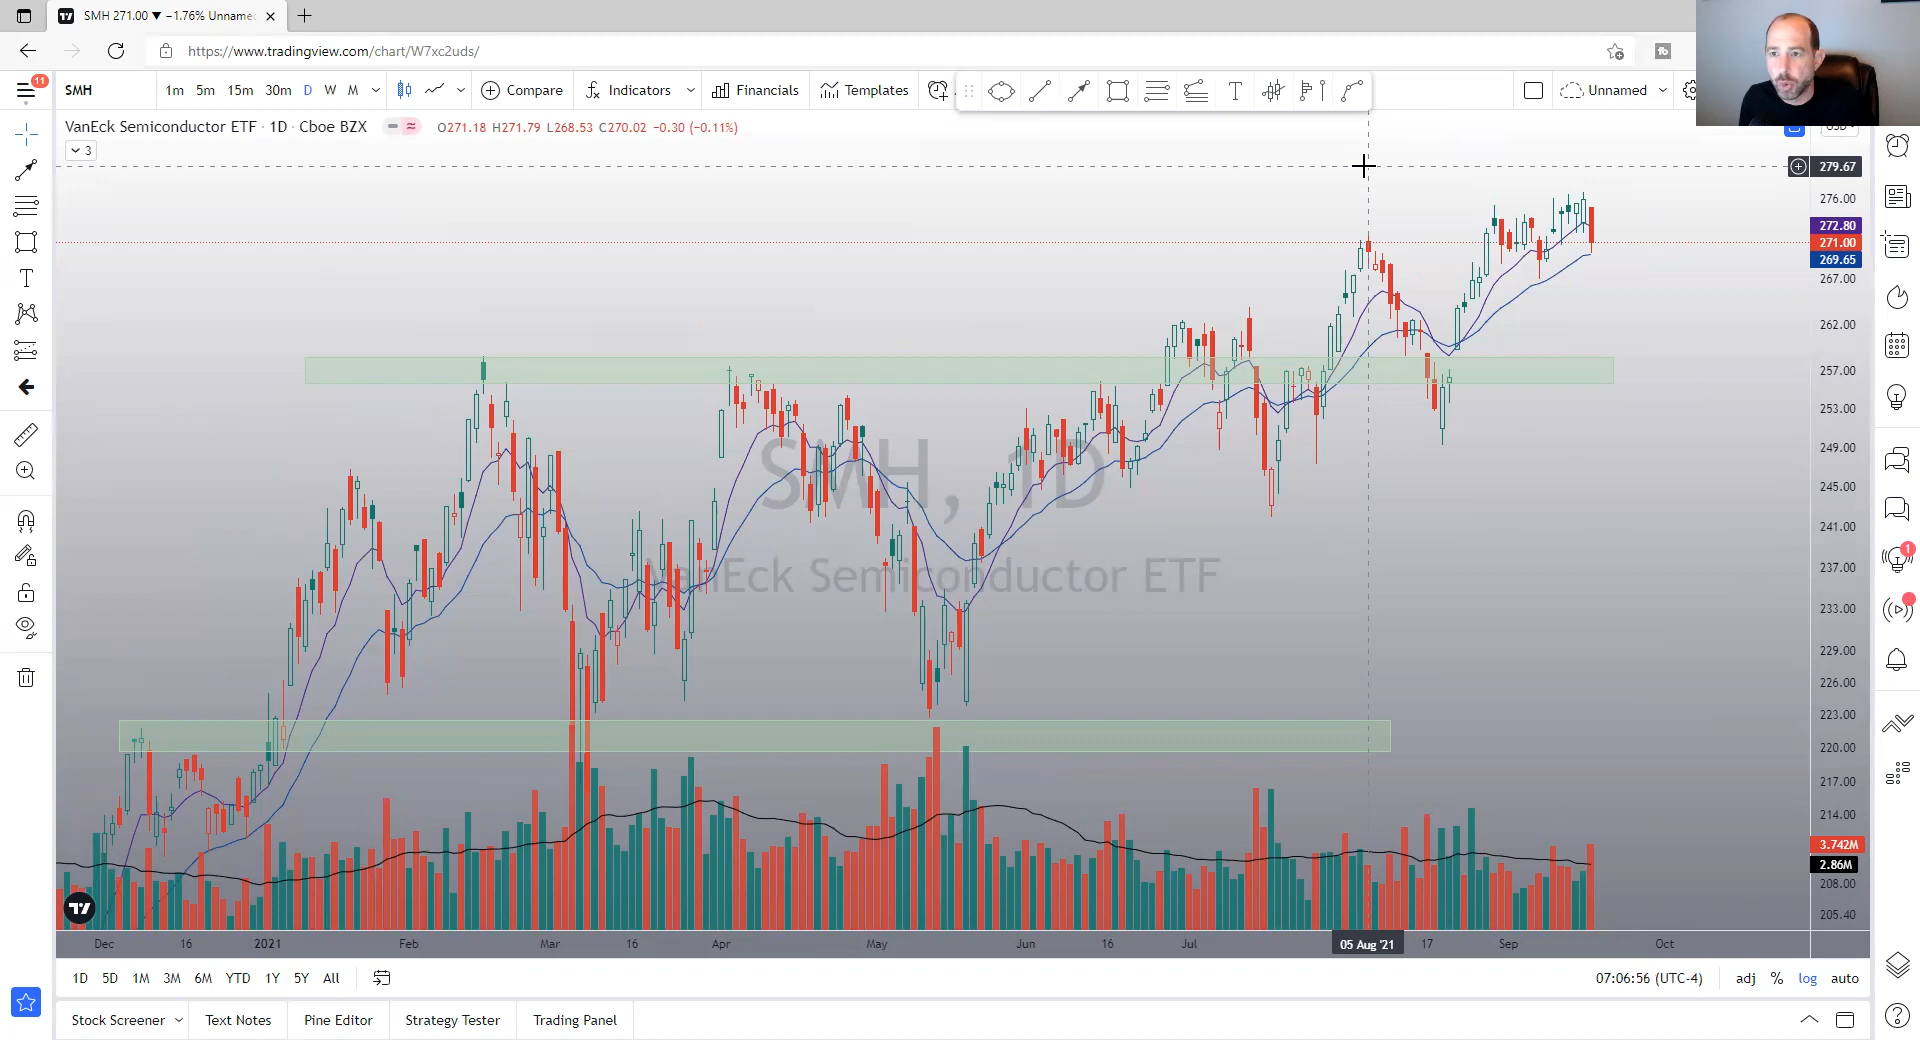 SMH 271.00 ▼ −1.76% Unname
https://www.tradingview.com/chart/W7xc2uds/
11
SMH 1m 5m 15m 30m D W M Compare Indicators Financials Templates Unnamed
VanEck Semiconductor ETF · 1D · Cboe BZX O271.18 H271.79 L268.53 C270.02 −0.30 (−0.11%)
USD
3
279.67
276.00
272.80
271.00
269.65
267.00
262.00
257.00
253.00
249.00
245.00
241.00
237.00
233.00
229.00
226.00
223.00
220.00
217.00
214.00
3.742M
2.86M
208.00
205.40
SMH, 1D
VanEck Semiconductor ETF
1
Dec 16 2021 Feb Mar 16 Apr May Jun 16 Jul 05 Aug '21 17 Sep Oct
1D 5D 1M 3M 6M YTD 1Y 5Y All 07:06:56 (UTC-4) adj % log auto
Stock Screener Text Notes Pine Editor Strategy Tester Trading Panel